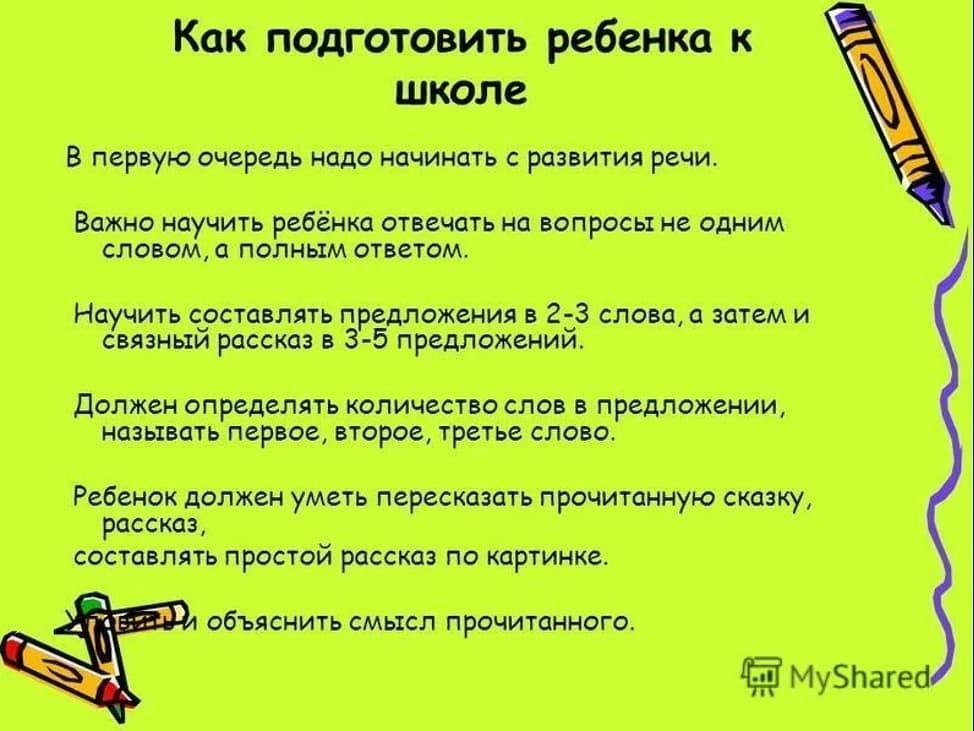 Как подготовить ребенка к
школе
В первую очередь надо начинать с развития речи.
Важно научить ребёнка отвечать на вопросы не одним
словом, а полным ответом.
Научить составлять предложения в 2-3 слова, а затем и
связный рассказ в 3-5 предложений.
Должен определять количество слов в предложении,
называть первое, второе, третье слово.
Ребенок должен уметь пересказать прочитанную сказку,
рассказ,
составлять простой рассказ по картинке.
Уловить и объяснить смысл прочитанного.
MyShared